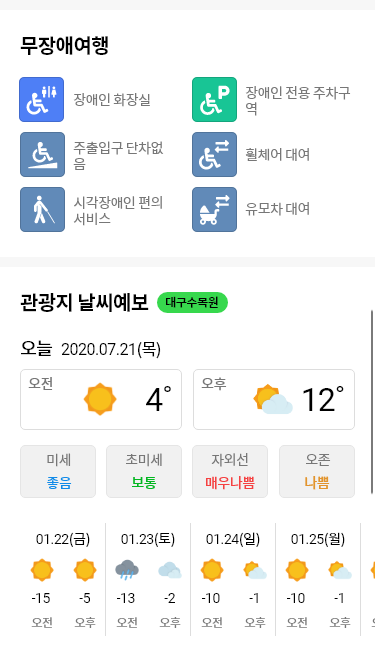 무장애여행
장애인 화장실
장애인 전용 주차구
역
주출입구 단차없
음
휠체어 대여
시각장애인 편의
서비스
유모차 대여
관광지 날씨예보 대구수목원
오늘 2020.07.21(목)
오전 4°
오후 12°
미세
좋음
초미세
보통
자외선
매우나쁨
오존
나쁨
01.22(금) 01.23(토) 01.24(일) 01.25(월)
-15 -5 -13 -2 -10 -1 -10 -1
오전 오후 오전 오후 오전 오후 오전 오후